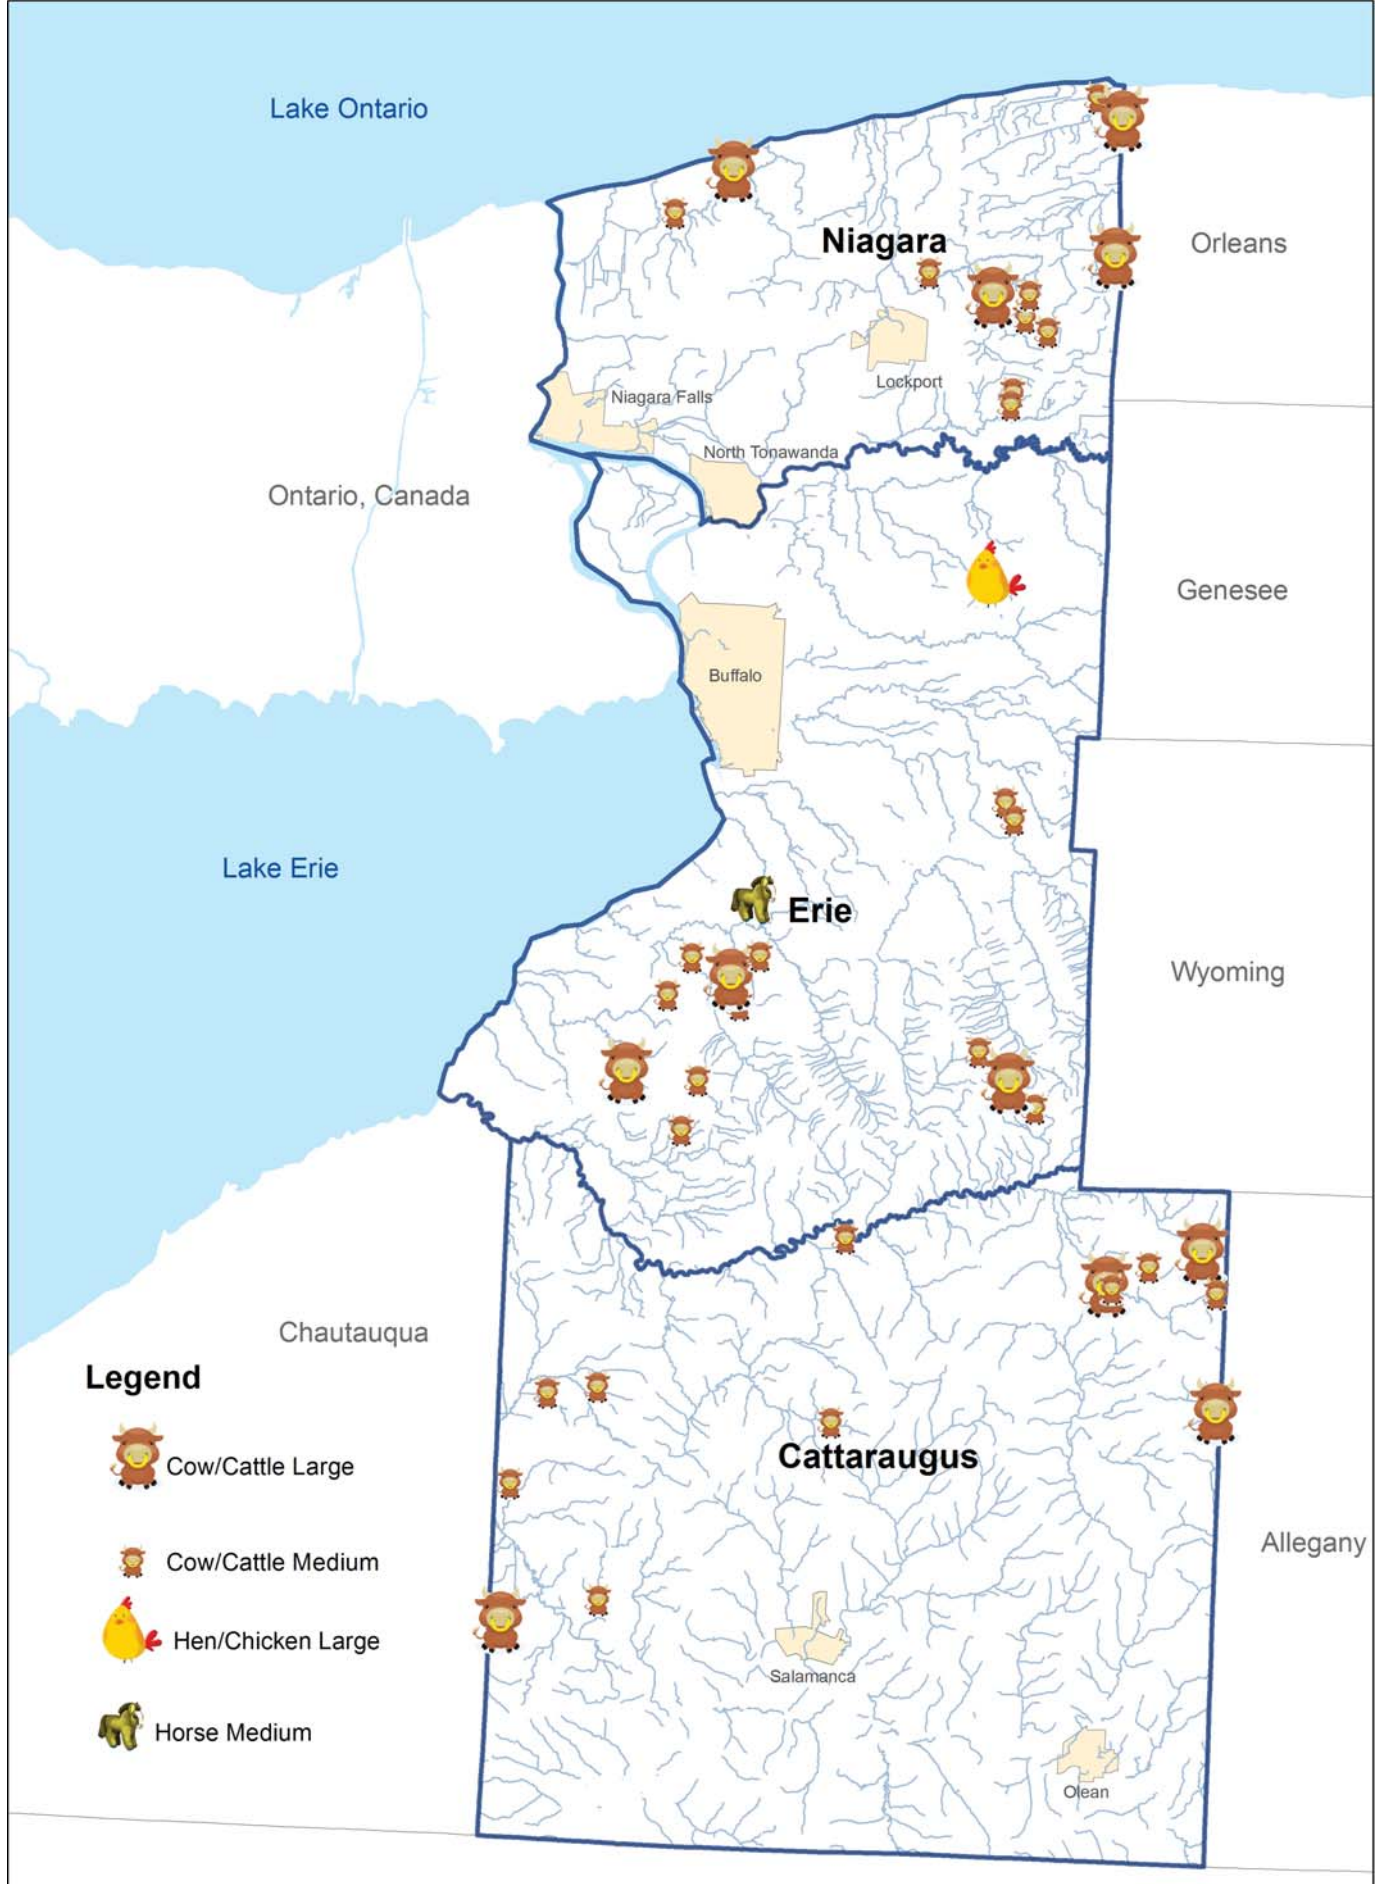 Lake Ontario
Niagara
Orleans
Lockport
Niagara Falls
North Tonawanda
Ontario, Canada
Genesee
Buffalo
Lake Erie
Erie
Wyoming
Chautauqua
Legend
Cow/Cattle Large
Cow/Cattle Medium
Hen/Chicken Large
Horse Medium
Cattaraugus
Allegany
Salamanca
Olean